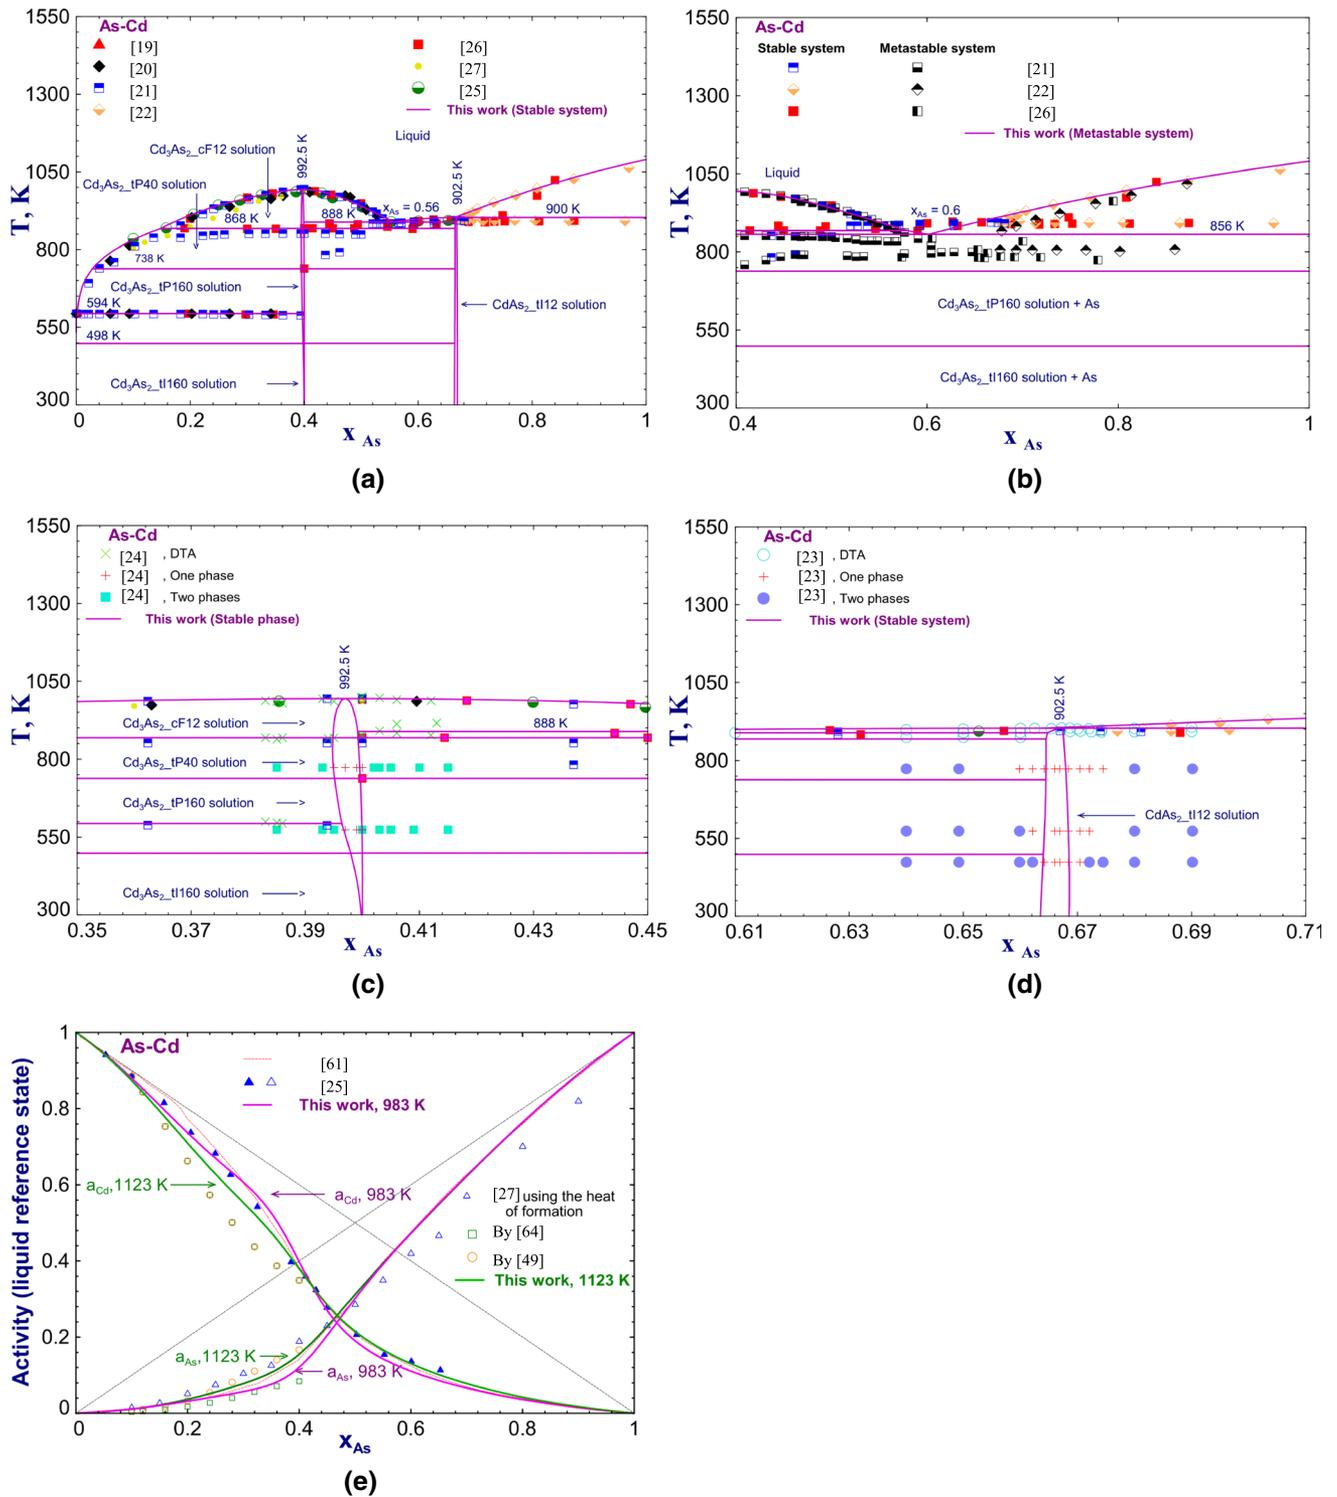 As-Cd
[19]
[20]
[21]
[22]
[26]
[27]
[25]
This work (Stable system)
Liquid
992.5 K
902.5 K
Cd3As2_cF12 solution
Cd3As2_tP40 solution
868 K
888 K
xAs = 0.56
900 K
738 K
Cd3As2_tP160 solution
CdAs2_tI12 solution
594 K
498 K
Cd3As2_tI160 solution
T, K
1550
1300
1050
800
550
300
0 0.2 0.4 0.6 0.8 1
x As
(a)
As-Cd
Stable system Metastable system
[21]
[22]
[26]
This work (Metastable system)
Liquid
xAs = 0.6
856 K
Cd3As2_tP160 solution + As
Cd3As2_tI160 solution + As
T, K
1550
1300
1050
800
550
300
0.4 0.6 0.8 1
x As
(b)
As-Cd
[24] , DTA
[24] , One phase
[24] , Two phases
This work (Stable phase)
992.5 K
Cd3As2_cF12 solution
888 K
Cd3As2_tP40 solution
Cd3As2_tP160 solution
Cd3As2_tI160 solution
T, K
1550
1300
1050
800
550
300
0.35 0.37 0.39 0.41 0.43 0.45
x As
(c)
As-Cd
[23] , DTA
[23] , One phase
[23] , Two phases
This work (Stable system)
902.5 K
CdAs2_tI12 solution
T, K
1550
1300
1050
800
550
300
0.61 0.63 0.65 0.67 0.69 0.71
x As
(d)
As-Cd
[61]
[25]
This work, 983 K
aCd,1123 K
aCd, 983 K
[27] using the heat
of formation
By [64]
By [49]
This work, 1123 K
aAs,1123 K
aAs, 983 K
Activity (liquid reference state)
1
0.8
0.6
0.4
0.2
0
0 0.2 0.4 0.6 0.8 1
xAs
(e)